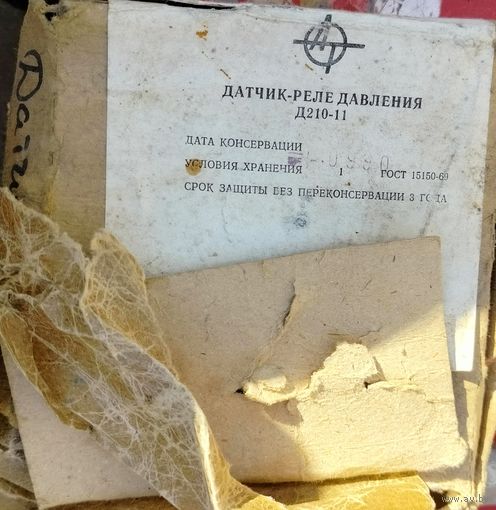 ДАТЧИК-РЕЛЕ ДАВЛЕНИЯ
Д210-11
ДАТА КОНСЕРВАЦИИ
УСЛОВИЯ ХРАНЕНИЯ 1 ГОСТ 15150-69
СРОК ЗАЩИТЫ БЕЗ ПЕРЕКОНСЕРВАЦИИ 3 ГОДА